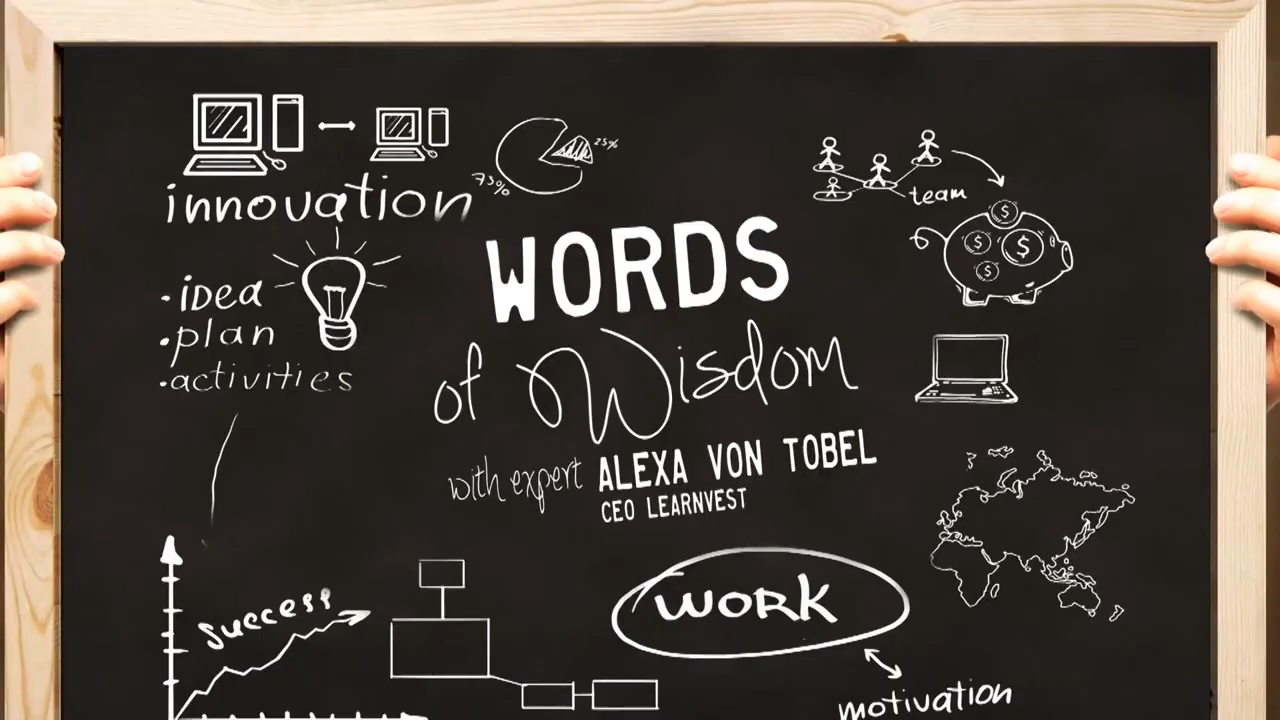 innovation
75%
25%
team
$
$
$
$
·idea
·plan
·activities
WORDS
of Wisdom
with expert ALEXA VON TOBEL
CEO LEARNVEST
success
WORK
motivation